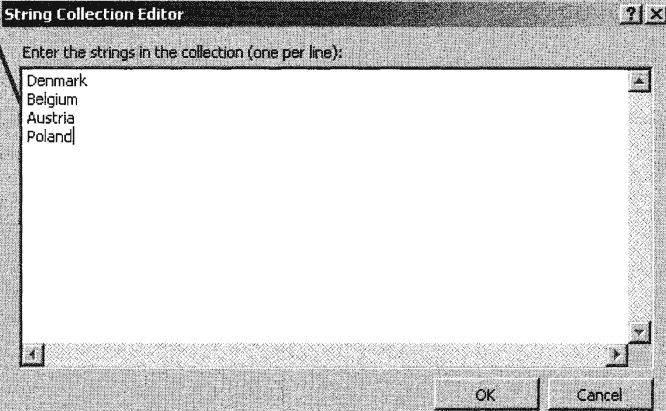 String Collection Editor
Enter the strings in the collection (one per line):
Denmark
Belgium
Austria
Poland
OK Cancel